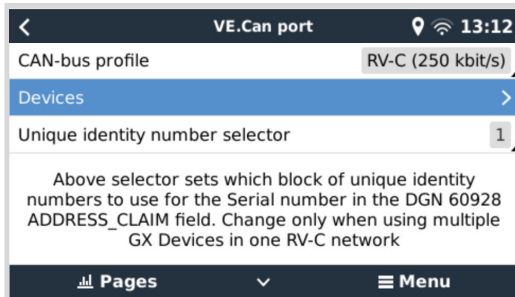 VE.Can port 13:12
CAN-bus profile RV-C (250 kbit/s)
Devices
Unique identity number selector 1
Above selector sets which block of unique identity
numbers to use for the Serial number in the DGN 60928
ADDRESS_CLAIM field. Change only when using multiple
GX Devices in one RV-C network
Pages Menu